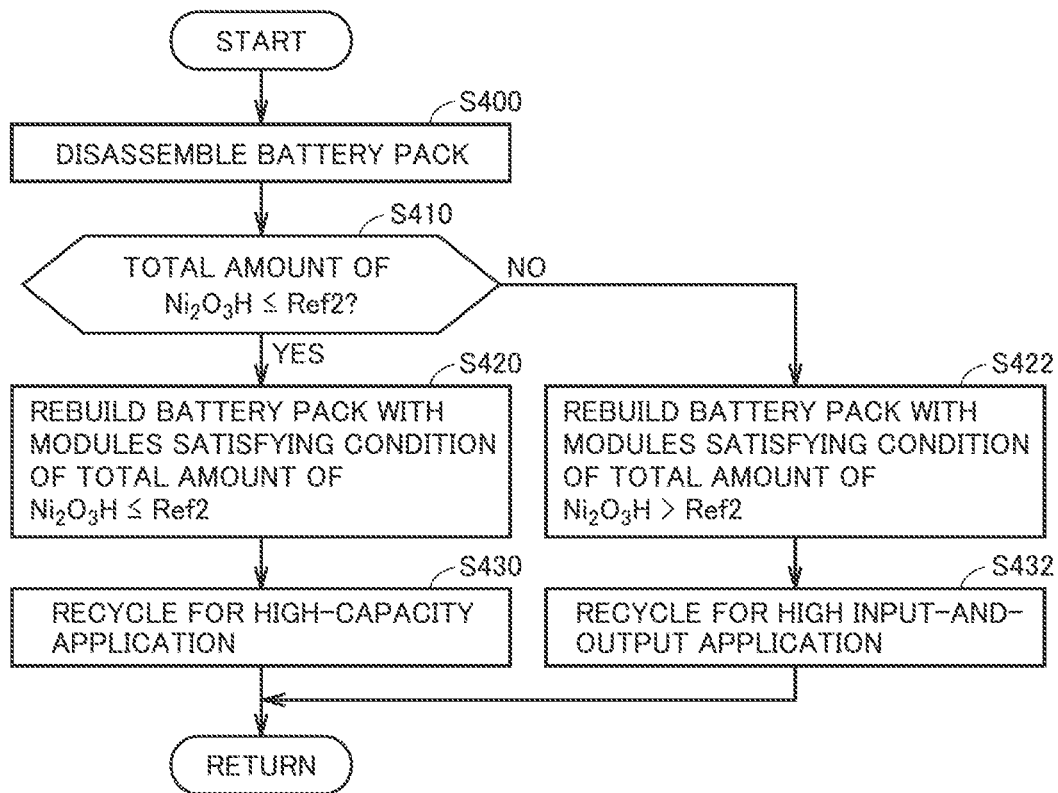 START
S400
DISASSEMBLE BATTERY PACK
S410
TOTAL AMOUNT OF
Ni₂O₃H ≤ Ref2?
NO
YES
S420
REBUILD BATTERY PACK WITH
MODULES SATISFYING CONDITION
OF TOTAL AMOUNT OF
Ni₂O₃H ≤ Ref2
S422
REBUILD BATTERY PACK WITH
MODULES SATISFYING CONDITION
OF TOTAL AMOUNT OF
Ni₂O₃H > Ref2
S430
RECYCLE FOR HIGH-CAPACITY
APPLICATION
S432
RECYCLE FOR HIGH INPUT-AND-
OUTPUT APPLICATION
RETURN